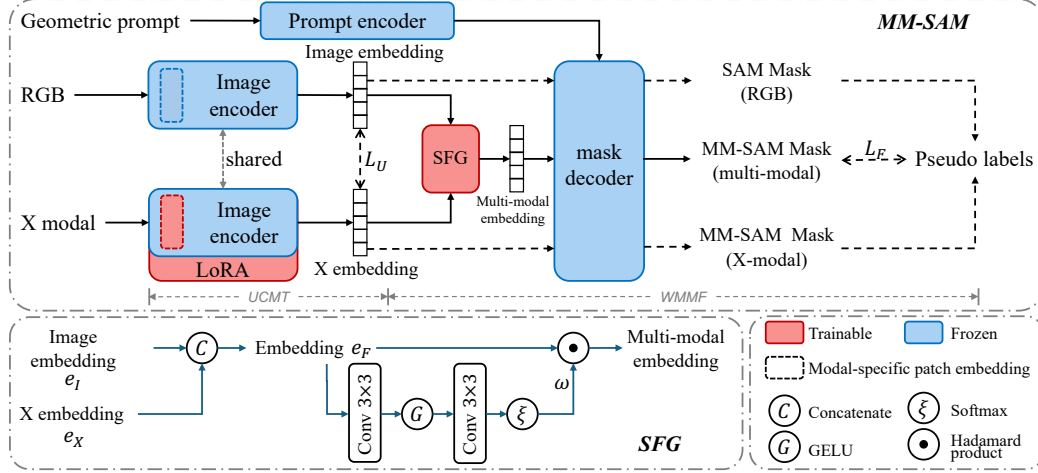 Geometric prompt
Prompt encoder
MM-SAM
Image embedding
RGB
Image
encoder
SAM Mask
(RGB)
shared
L_U
SFG
Multi-modal
embedding
mask
decoder
MM-SAM Mask
(multi-modal)
L_F
Pseudo labels
X modal
Image
encoder
LoRA
X embedding
MM-SAM Mask
(X-modal)
UCMT
WMMF
Image
embedding
e_I
X embedding
e_X
C
Embedding e_F
Conv 3×3
G
Conv 3×3
ξ
ω
Multi-modal
embedding
SFG
Trainable
Frozen
Modal-specific patch embedding
C
Concatenate
ξ
Softmax
G
GELU
Hadamard
product